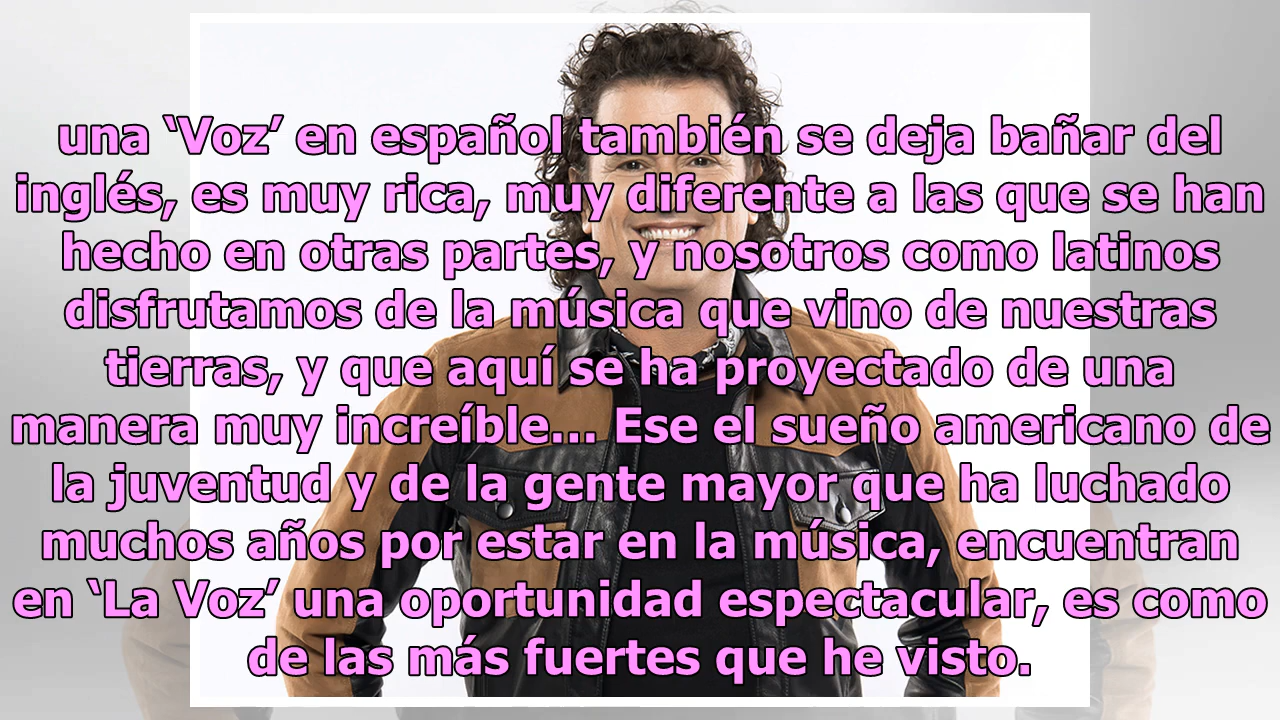 una ‘Voz’ en español también se deja bañar del
inglés, es muy rica, muy diferente a las que se han
hecho en otras partes, y nosotros como latinos
disfrutamos de la música que vino de nuestras
tierras, y que aquí se ha proyectado de una
manera muy increíble... Ese el sueño americano de
la juventud y de la gente mayor que ha luchado
muchos años por estar en la música, encuentran
en ‘La Voz’ una oportunidad espectacular, es como
de las más fuertes que he visto.